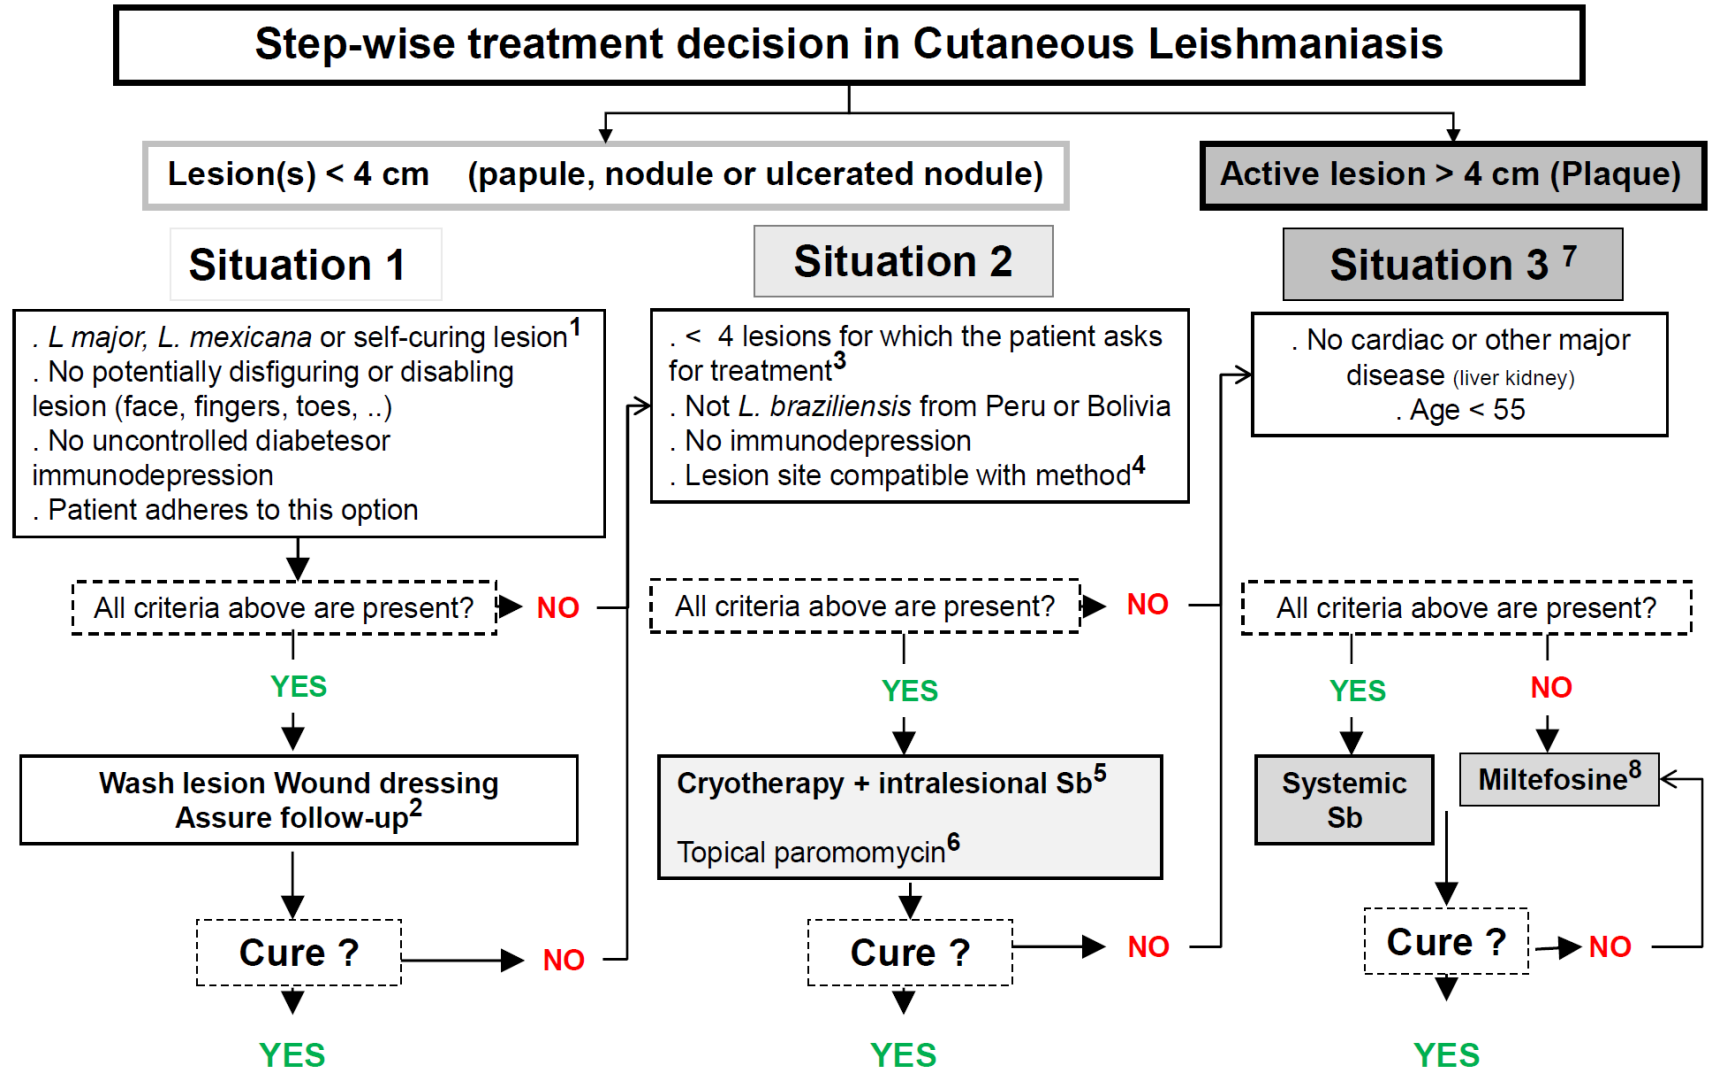 Step-wise treatment decision in Cutaneous Leishmaniasis
Lesion(s) < 4 cm (papule, nodule or ulcerated nodule)
Active lesion > 4 cm (Plaque)
Situation 1
. L major, L. mexicana or self-curing lesion1
. No potentially disfiguring or disabling
lesion (face, fingers, toes, ..)
. No uncontrolled diabetesor
immunodepression
. Patient adheres to this option
All criteria above are present?
NO
YES
Wash lesion Wound dressing
Assure follow-up2
Cure ?
NO
YES
Situation 2
. < 4 lesions for which the patient asks
for treatment3
. Not L. braziliensis from Peru or Bolivia
. No immunodepression
. Lesion site compatible with method4
All criteria above are present?
NO
YES
Cryotherapy + intralesional Sb5
Topical paromomycin6
Cure ?
NO
YES
Situation 3 7
. No cardiac or other major
disease (liver kidney)
. Age < 55
All criteria above are present?
YES
NO
Systemic
Sb
Miltefosine8
Cure ?
NO
YES